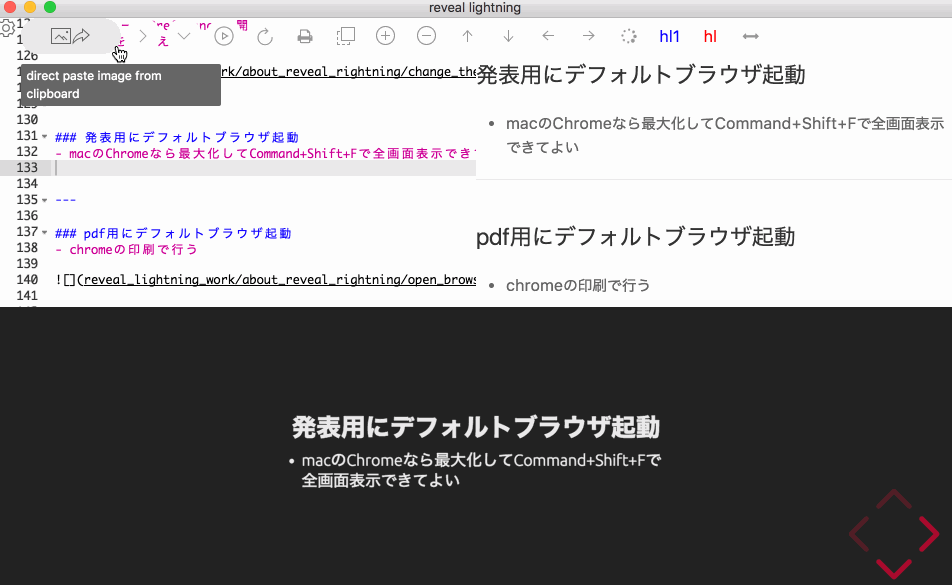 reveal lightning
hl1 hl
direct paste image from
clipboard
126
rk/about_reveal_rightning/change_the
130
131 ### 発表用にデフォルトブラウザ起動
132 - macのChromeなら最大化してCommand+Shift+Fで全画面表示できて
133
134
135 ---
136
137 ### pdf用にデフォルトブラウザ起動
138 - chromeの印刷で行う
139
140 ![](reveal_lightning_work/about_reveal_rightning/open_brows
141
発表用にデフォルトブラウザ起動
• macのChromeなら最大化してCommand+Shift+Fで全画面表示
できてよい
pdf用にデフォルトブラウザ起動
• chromeの印刷で行う
発表用にデフォルトブラウザ起動
• macのChromeなら最大化してCommand+Shift+Fで
全画面表示できてよい